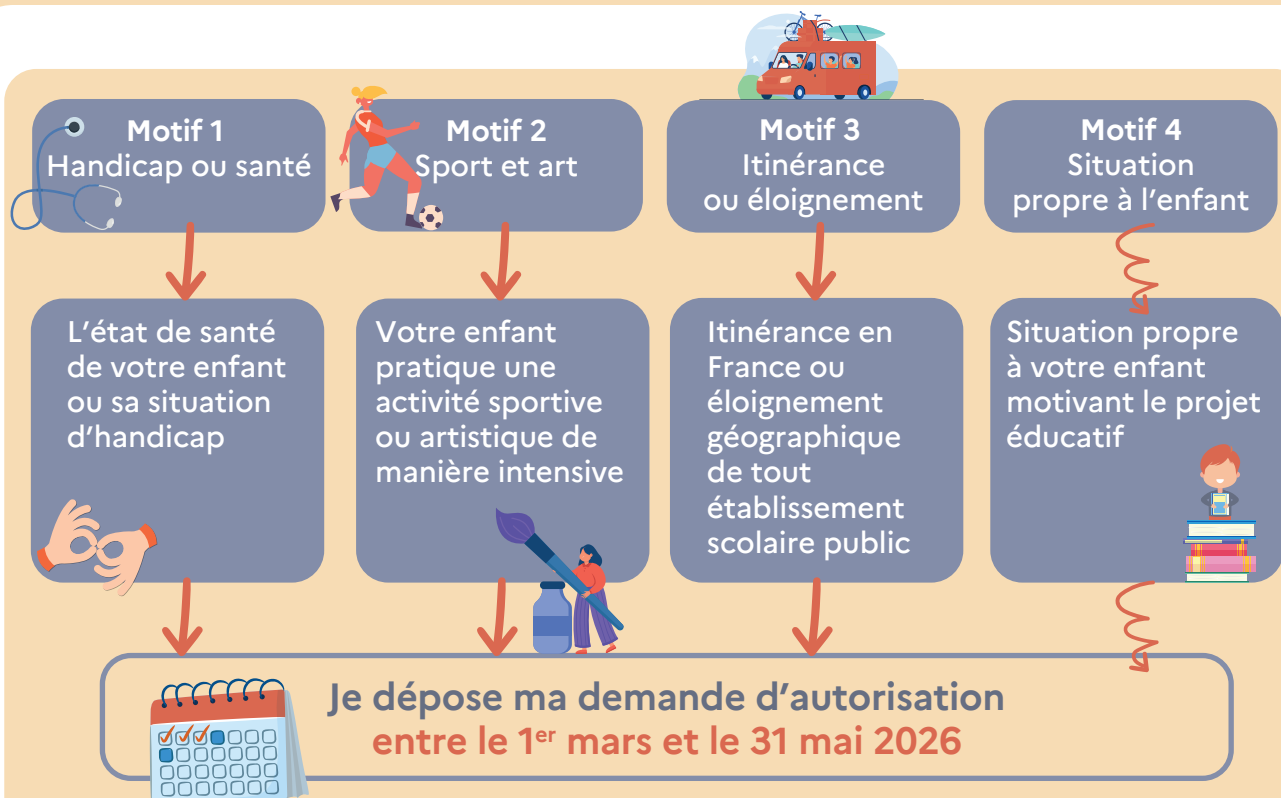 Motif 1
Handicap ou santé
Motif 2
Sport et art
Motif 3
Itinérance
ou éloignement
Motif 4
Situation
propre à l'enfant
L'état de santé
de votre enfant
ou sa situation
d'handicap
Votre enfant
pratique une
activité sportive
ou artistique de
manière intensive
Itinérance en
France ou
éloignement
géographique
de tout
établissement
scolaire public
Situation propre
à votre enfant
motivant le projet
éducatif
Je dépose ma demande d'autorisation
entre le 1er mars et le 31 mai 2026